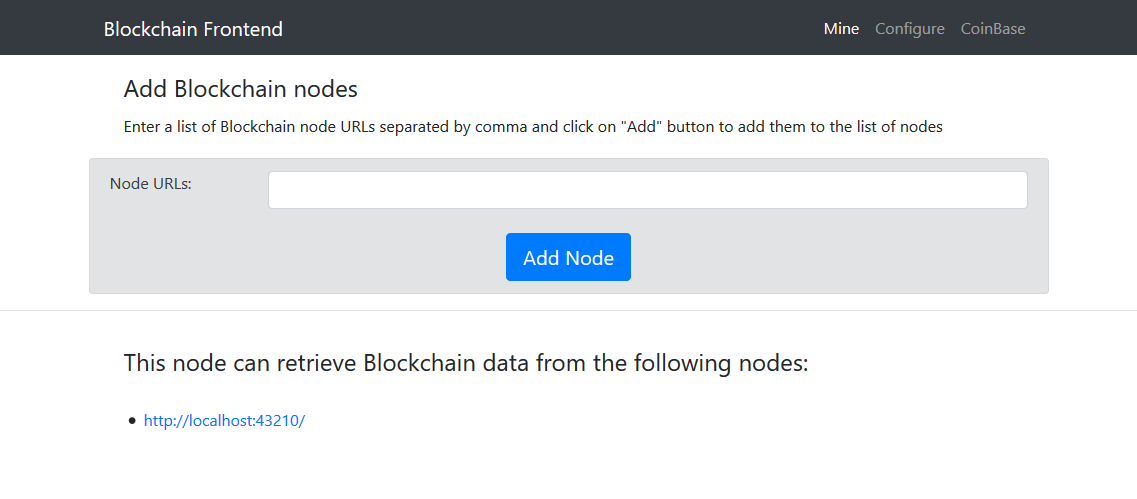 Blockchain Frontend Mine Configure CoinBase
Add Blockchain nodes
Enter a list of Blockchain node URLs separated by comma and click on "Add" button to add them to the list of nodes
Node URLs:
Add Node
This node can retrieve Blockchain data from the following nodes:
http://localhost:43210/